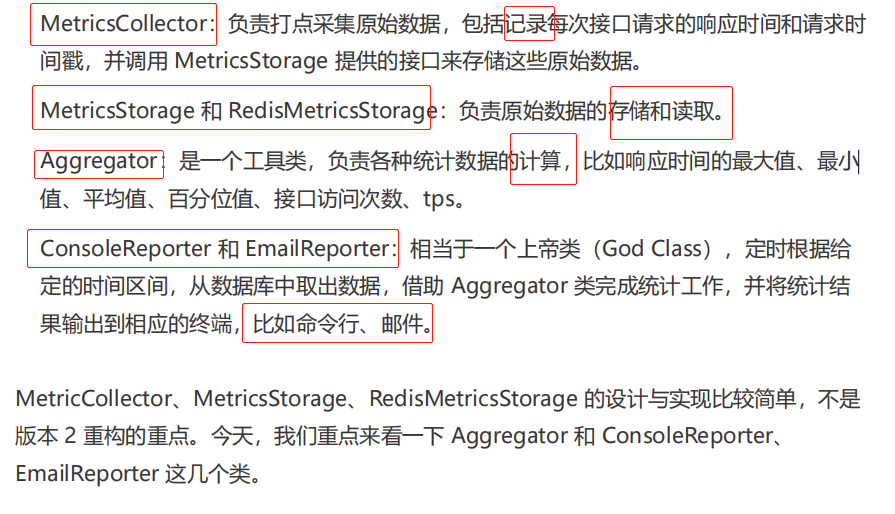 MetricsCollector：负责打点采集原始数据，包括记录每次接口请求的响应时间和请求时
间戳，并调用 MetricsStorage 提供的接口来存储这些原始数据。
MetricsStorage 和 RedisMetricsStorage：负责原始数据的存储和读取。
Aggregator：是一个工具类，负责各种统计数据的计算，比如响应时间的最大值、最小
值、平均值、百分位值、接口访问次数、tps。
ConsoleReporter 和 EmailReporter：相当于一个上帝类（God Class），定时根据给
定的时间区间，从数据库中取出数据，借助 Aggregator 类完成统计工作，并将统计结
果输出到相应的终端，比如命令行、邮件。
MetricCollector、MetricsStorage、RedisMetricsStorage 的设计与实现比较简单，不是
版本 2 重构的重点。今天，我们重点来看一下 Aggregator 和 ConsoleReporter、
EmailReporter 这几个类。